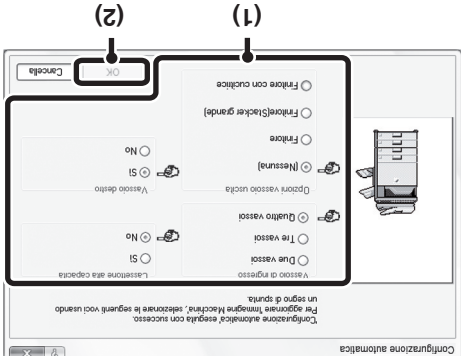 Configurazione automatica
'Configurazione automatica' eseguita con successo.
Per aggiornare 'Immagine Macchina', selezionare le seguenti voci usando
un segno di spunta.
Vassoio di ingresso
Due vassoi
Tre vassoi
Quattro vassoi
Cassettone alta capacità
Sì
No
Opzioni vassoio uscita
(Nessuna)
Finitore
Finitore(Stacker grande)
Finitore con cucitrice
Vassoio destro
Sì
No
OK
Cancella
(1)
(2)